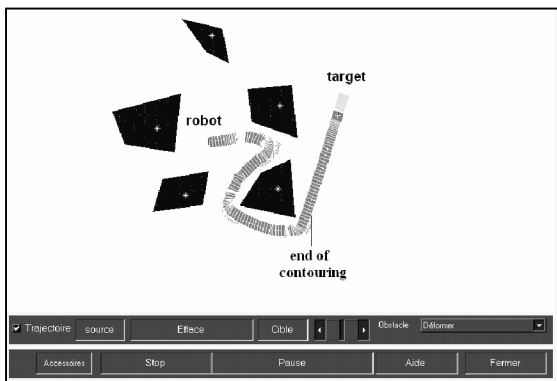 target
robot
end of
contouring
Trajectoire
source
Efface
Cible
Obstacle
Déformer
Accessoires
Stop
Pause
Aide
Fermer